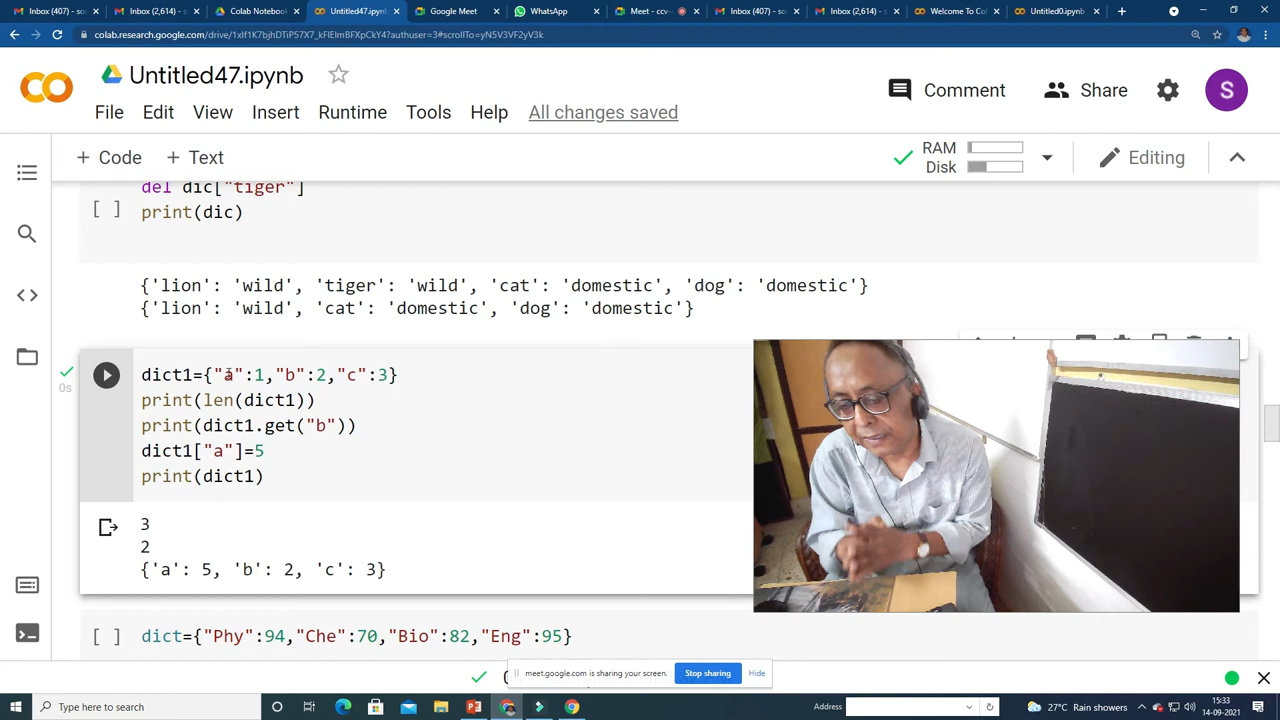 Inbox (407) - so
Inbox (2,614) - s
Colab Notebook
Untitled47.ipynb
Google Meet
WhatsApp
Meet - ccv
Inbox (407) - so
Inbox (2,614) - s
Welcome To Co
Untitled0.ipynb
colab.research.google.com/drive/1xIf1K7bjhDTiP57X7_kFlElmBFXpCkY4?authuser=3#scrollTo=yN5V3VF2yV3k
Untitled47.ipynb
Comment
Share
S
File Edit View Insert Runtime Tools Help All changes saved
+ Code + Text
RAM
Disk
Editing
del dic["tiger"]
[ ] print(dic)
{'lion': 'wild', 'tiger': 'wild', 'cat': 'domestic', 'dog': 'domestic'}
{'lion': 'wild', 'cat': 'domestic', 'dog': 'domestic'}
0s
dict1={"a":1,"b":2,"c":3}
print(len(dict1))
print(dict1.get("b"))
dict1["a"]=5
print(dict1)
3
2
{'a': 5, 'b': 2, 'c': 3}
[ ] dict={"Phy":94,"Che":70,"Bio":82,"Eng":95}
meet.google.com is sharing your screen.
Stop sharing
Hide
Type here to search
Address
27°C Rain showers
15:33
14-09-2021